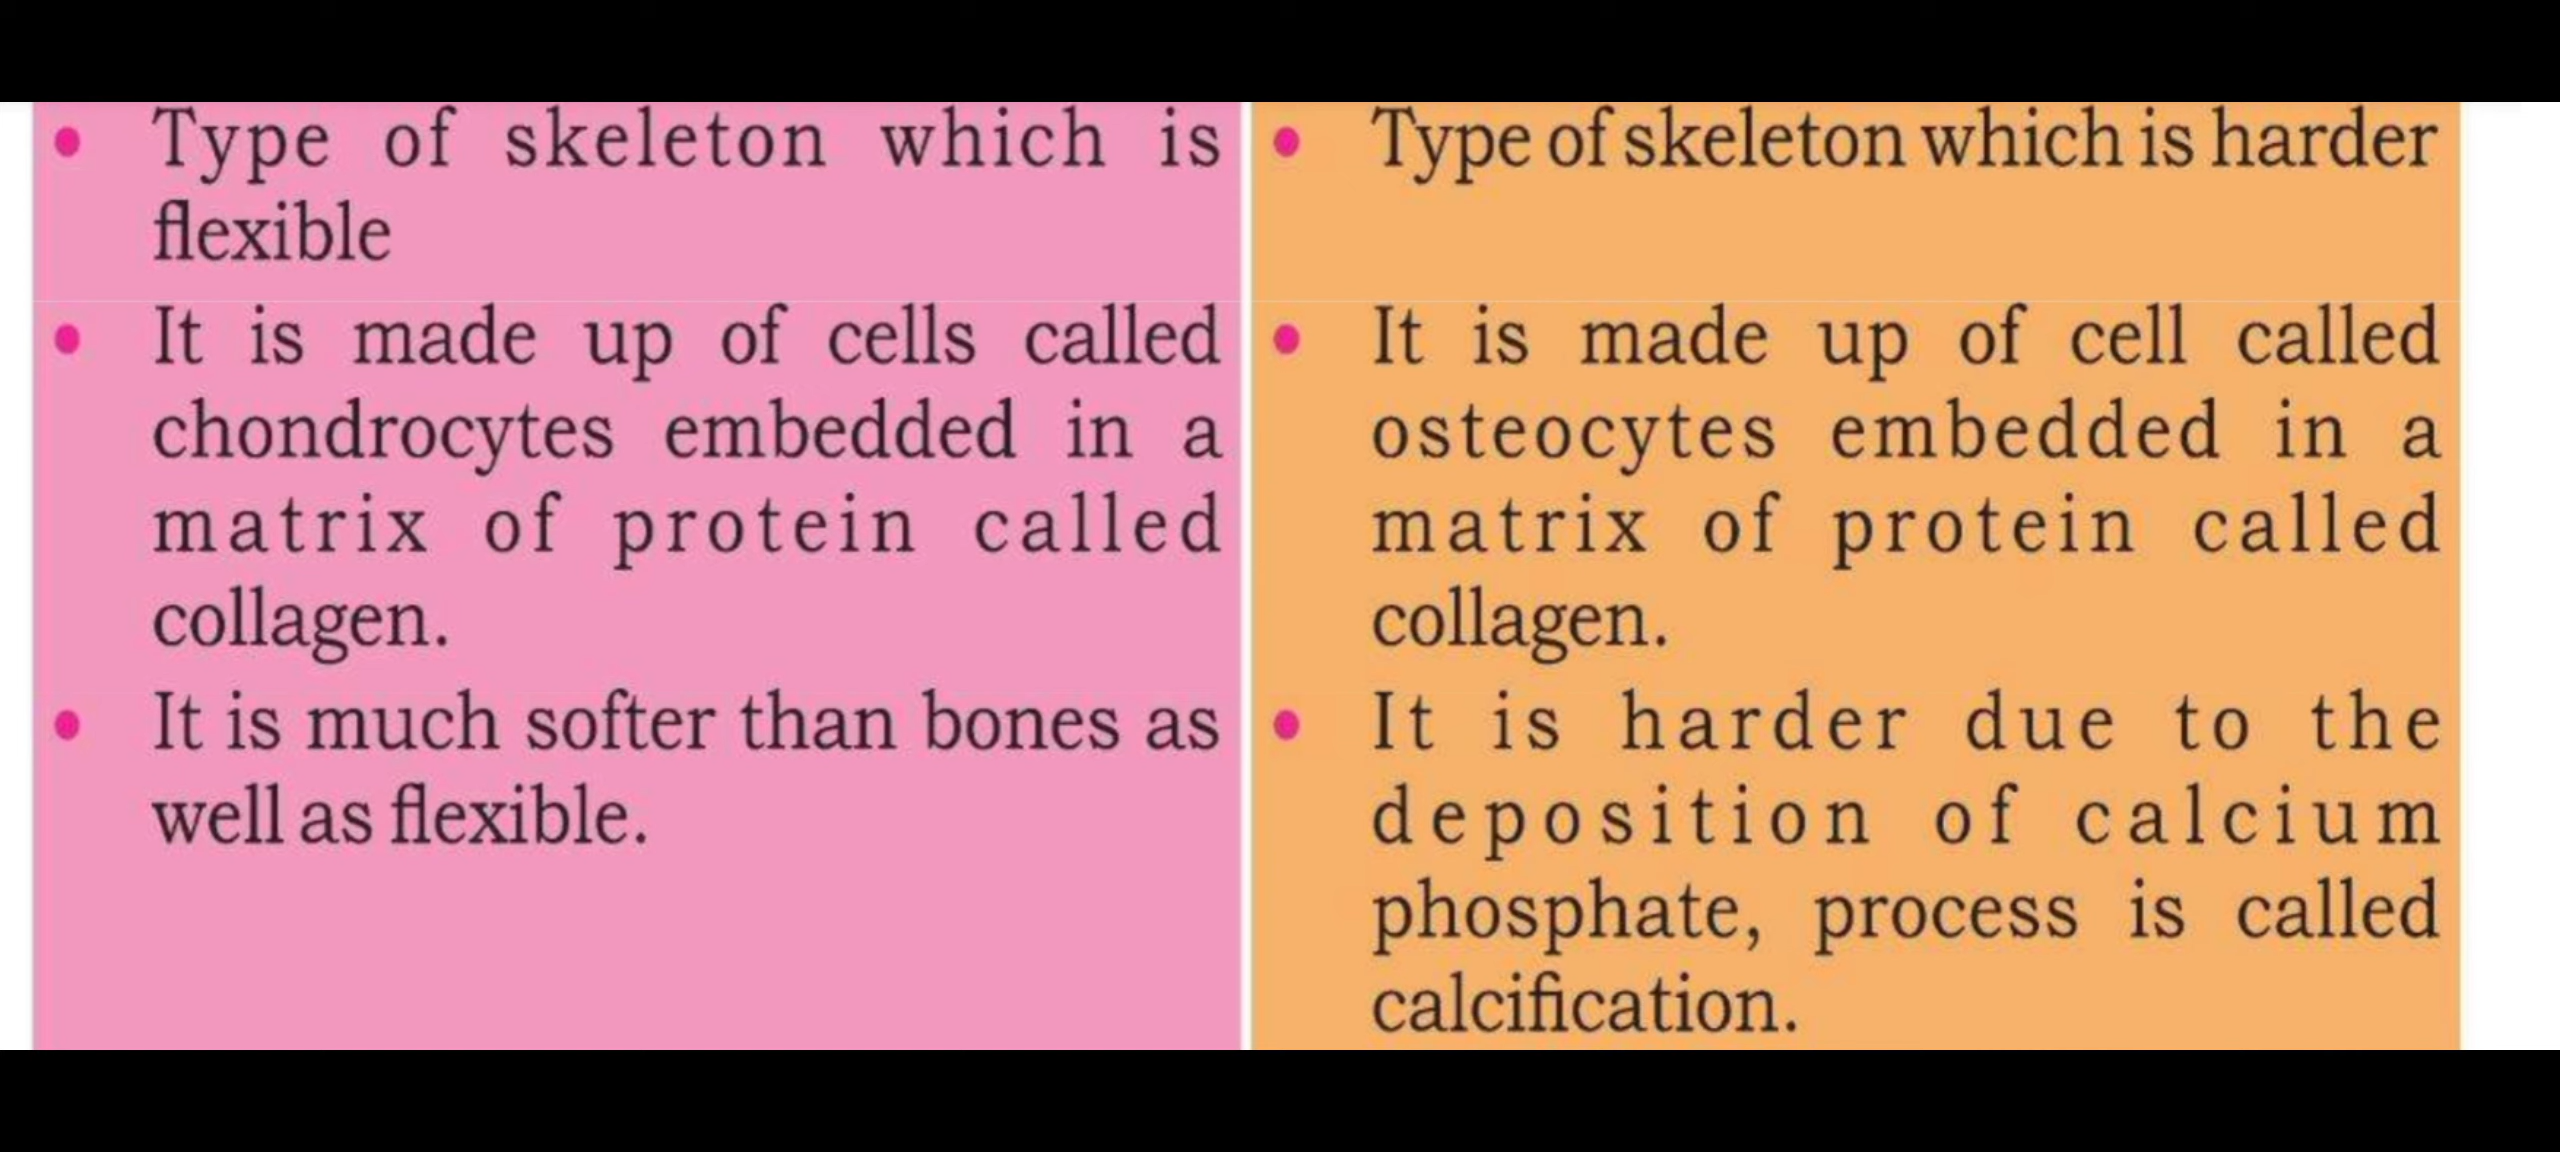 Type of skeleton which is
flexible
It is made up of cells called
chondrocytes embedded in a
matrix of protein called
collagen.
It is much softer than bones as
well as flexible.
Type of skeleton which is harder
It is made up of cell called
osteocytes embedded in a
matrix of protein called
collagen.
It is harder due to the
deposition of calcium
phosphate, process is called
calcification.